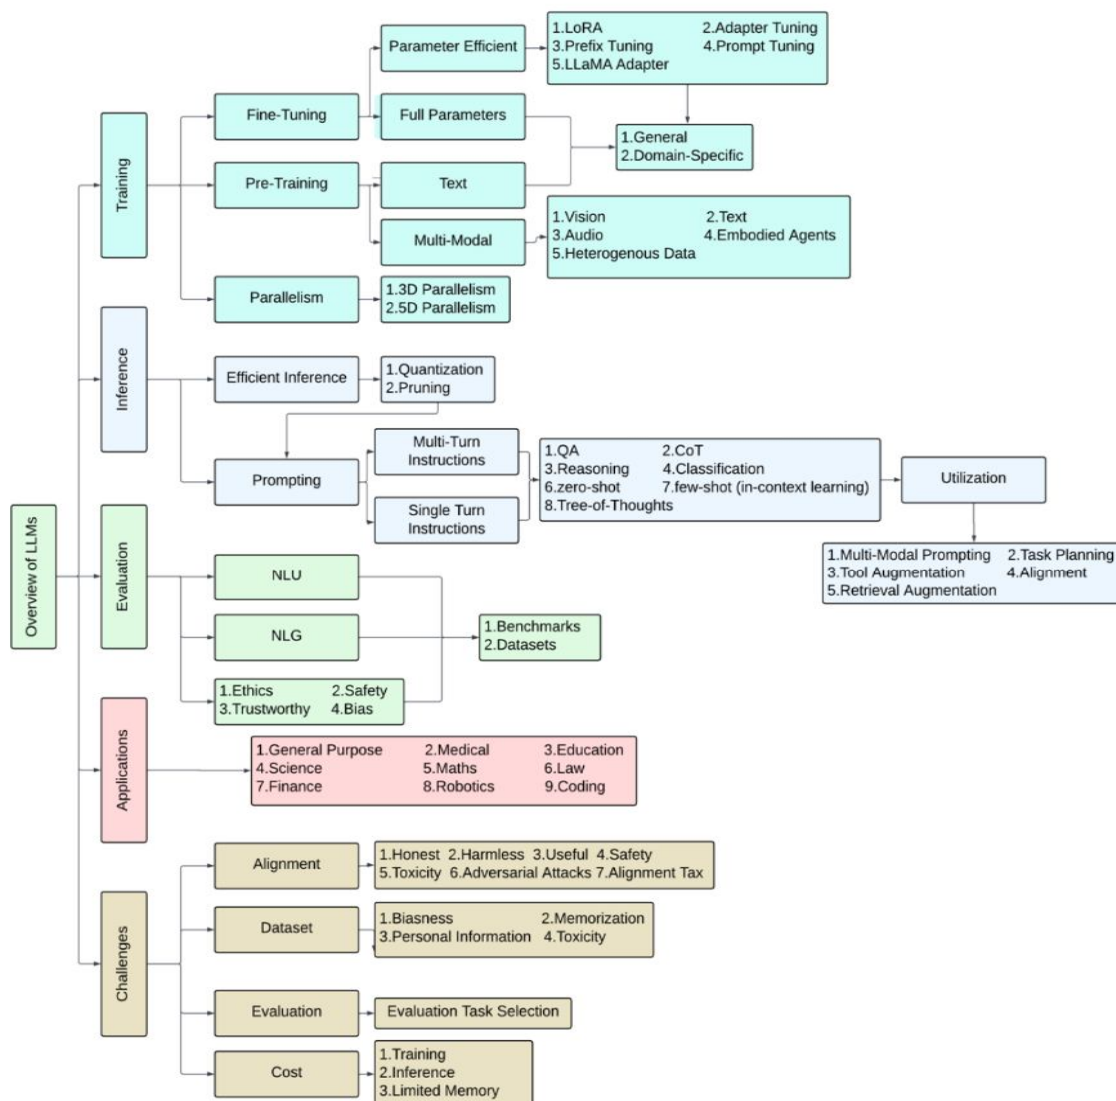 Overview of LLMs
Training
Fine-Tuning
Parameter Efficient
1.LoRA 2.Adapter Tuning
3.Prefix Tuning 4.Prompt Tuning
5.LLaMA Adapter
Full Parameters
1.General
2.Domain-Specific
Pre-Training
Text
Multi-Modal
1.Vision 2.Text
3.Audio 4.Embodied Agents
5.Heterogenous Data
Parallelism
1.3D Parallelism
2.5D Parallelism
Inference
Efficient Inference
1.Quantization
2.Pruning
Prompting
Multi-Turn
Instructions
Single Turn
Instructions
1.QA 2.CoT
3.Reasoning 4.Classification
6.zero-shot 7.few-shot (in-context learning)
8.Tree-of-Thoughts
Utilization
1.Multi-Modal Prompting 2.Task Planning
3.Tool Augmentation 4.Alignment
5.Retrieval Augmentation
Evaluation
NLU
NLG
1.Ethics 2.Safety
3.Trustworthy 4.Bias
1.Benchmarks
2.Datasets
Applications
1.General Purpose 2.Medical 3.Education
4.Science 5.Maths 6.Law
7.Finance 8.Robotics 9.Coding
Challenges
Alignment
1.Honest 2.Harmless 3.Useful 4.Safety
5.Toxicity 6.Adversarial Attacks 7.Alignment Tax
Dataset
1.Biasness 2.Memorization
3.Personal Information 4.Toxicity
Evaluation
Evaluation Task Selection
Cost
1.Training
2.Inference
3.Limited Memory